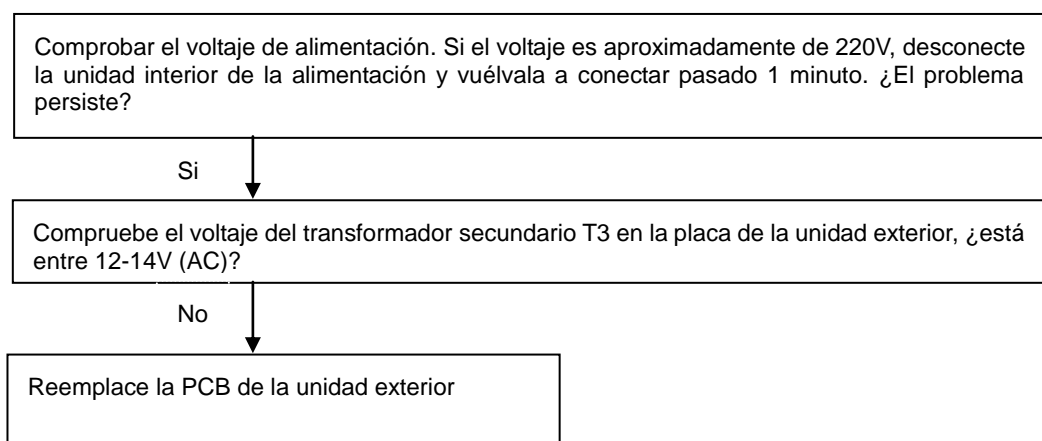 Comprobar el voltaje de alimentación. Si el voltaje es aproximadamente de 220V, desconecte
la unidad interior de la alimentación y vuélvala a conectar pasado 1 minuto. ¿El problema
persiste?
Si
Compruebe el voltaje del transformador secundario T3 en la placa de la unidad exterior, ¿está
entre 12-14V (AC)?
No
Reemplace la PCB de la unidad exterior